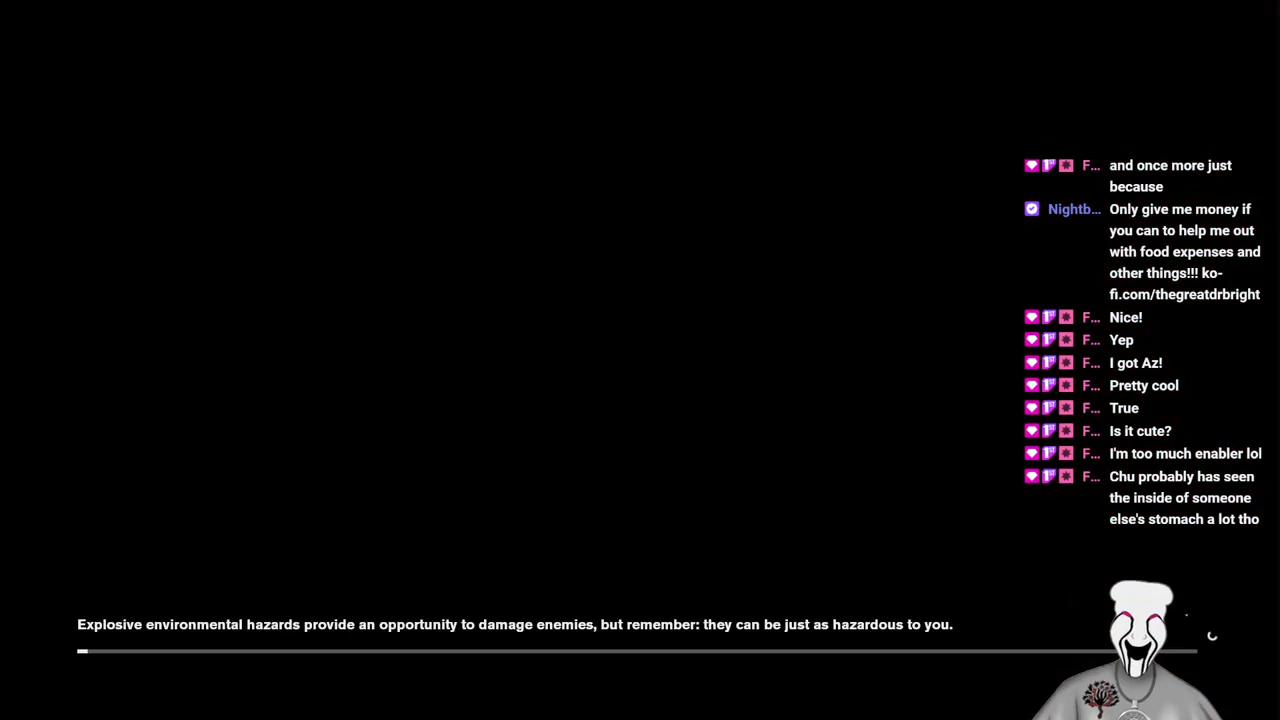 F... and once more just
because
Nightb... Only give me money if
you can to help me out
with food expenses and
other things!!! ko-
fi.com/thegreatdrbright
F... Nice!
F... Yep
F... I got Az!
F... Pretty cool
F... True
F... Is it cute?
F... I'm too much enabler lol
F... Chu probably has seen
the inside of someone
else's stomach a lot tho
Explosive environmental hazards provide an opportunity to damage enemies, but remember: they can be just as hazardous to you.